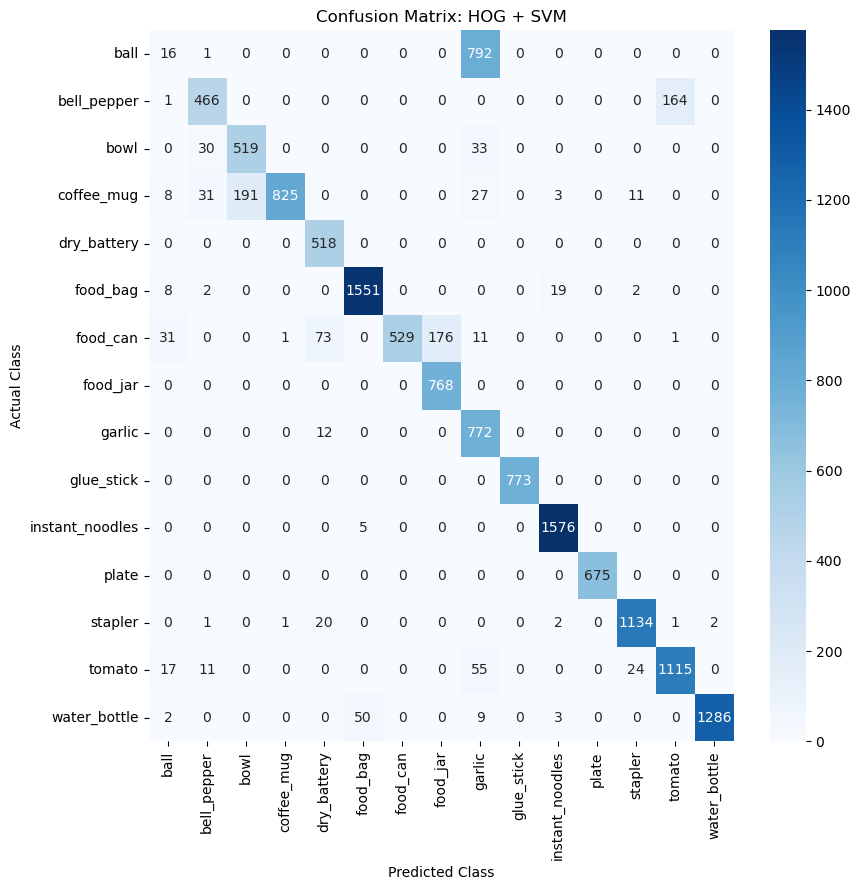 Confusion Matrix: HOG + SVM
ball 16 1 0 0 0 0 0 0 792 0 0 0 0 0 0
bell_pepper 1 466 0 0 0 0 0 0 0 0 0 0 0 164 0
bowl 0 30 519 0 0 0 0 0 33 0 0 0 0 0 0
coffee_mug 8 31 191 825 0 0 0 0 27 0 3 0 11 0 0
dry_battery 0 0 0 0 518 0 0 0 0 0 0 0 0 0 0
food_bag 8 2 0 0 0 1551 0 0 0 0 19 0 2 0 0
food_can 31 0 0 1 73 0 529 176 11 0 0 0 0 1 0
food_jar 0 0 0 0 0 0 0 768 0 0 0 0 0 0 0
garlic 0 0 0 0 12 0 0 0 772 0 0 0 0 0 0
glue_stick 0 0 0 0 0 0 0 0 0 773 0 0 0 0 0
instant_noodles 0 0 0 0 0 5 0 0 0 0 1576 0 0 0 0
plate 0 0 0 0 0 0 0 0 0 0 0 675 0 0 0
stapler 0 1 0 1 20 0 0 0 0 0 2 0 1134 1 2
tomato 17 11 0 0 0 0 0 0 55 0 0 0 24 1115 0
water_bottle 2 0 0 0 0 50 0 0 9 0 3 0 0 0 1286
ball bell_pepper bowl coffee_mug dry_battery food_bag food_can food_jar garlic glue_stick instant_noodles plate stapler tomato water_bottle
Predicted Class
Actual Class
1400
1200
1000
800
600
400
200
0